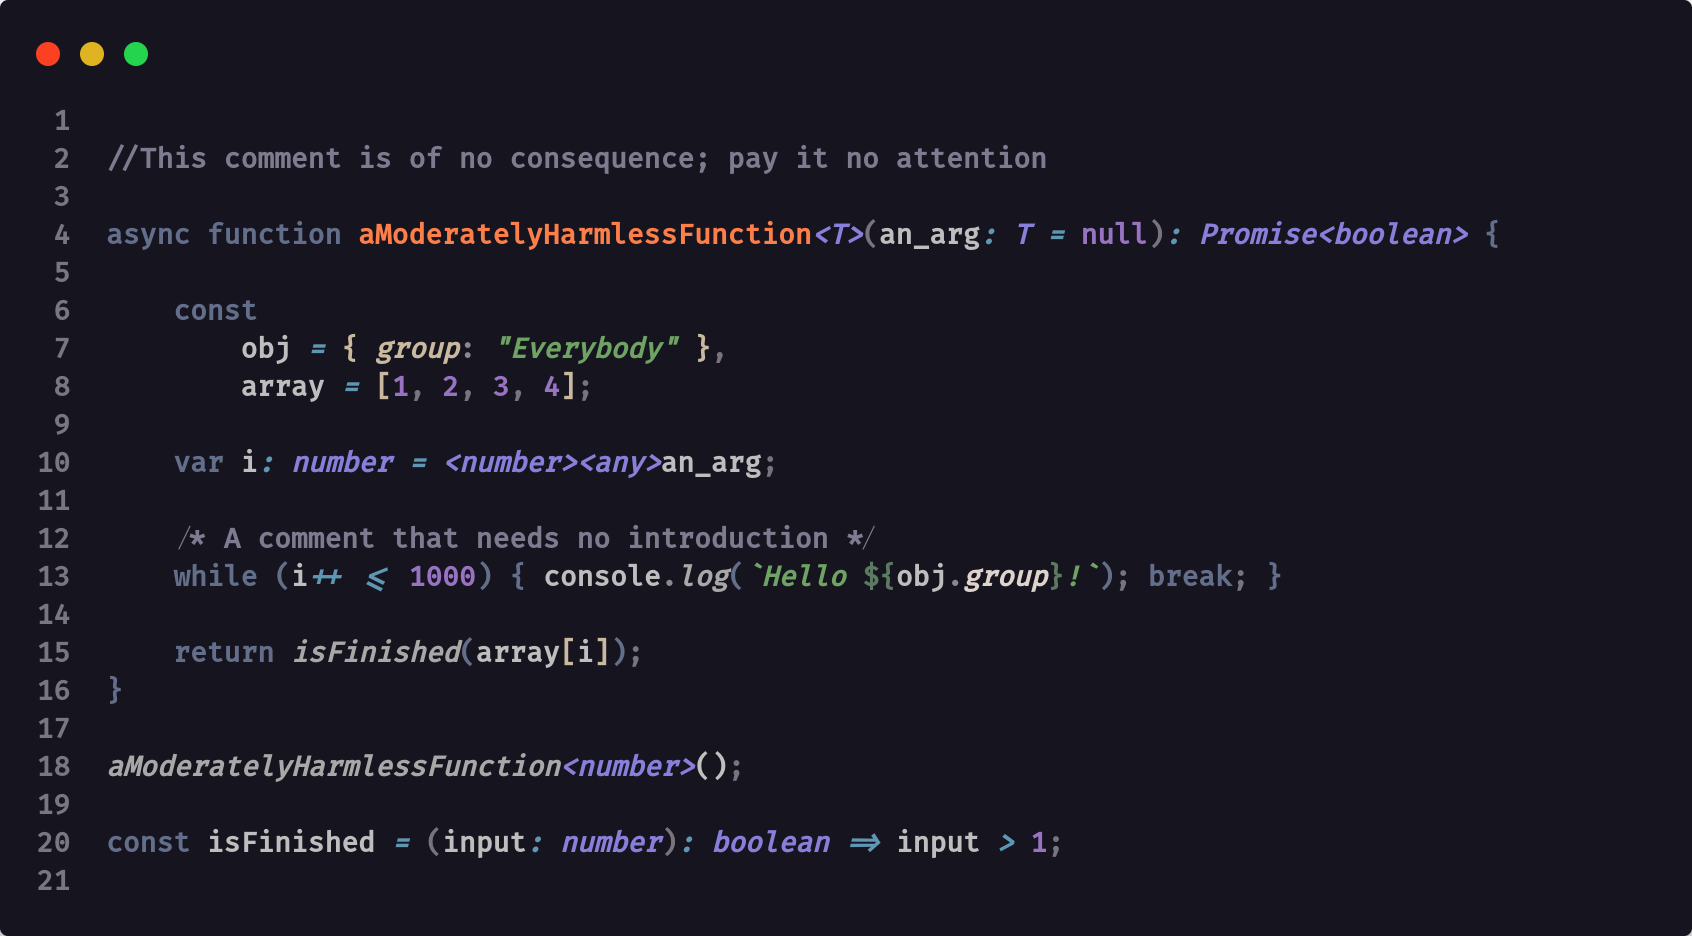 1
2 //This comment is of no consequence; pay it no attention
3
4 async function aModeratelyHarmlessFunction<T>(an_arg: T = null): Promise<boolean> {
5
6     const
7         obj = { group: "Everybody" },
8         array = [1, 2, 3, 4];
9
10     var i: number = <number><any>an_arg;
11
12     /* A comment that needs no introduction */
13     while (i++ <= 1000) { console.log(`Hello ${obj.group}!`); break; }
14
15     return isFinished(array[i]);
16 }
17
18 aModeratelyHarmlessFunction<number>();
19
20 const isFinished = (input: number): boolean => input > 1;
21